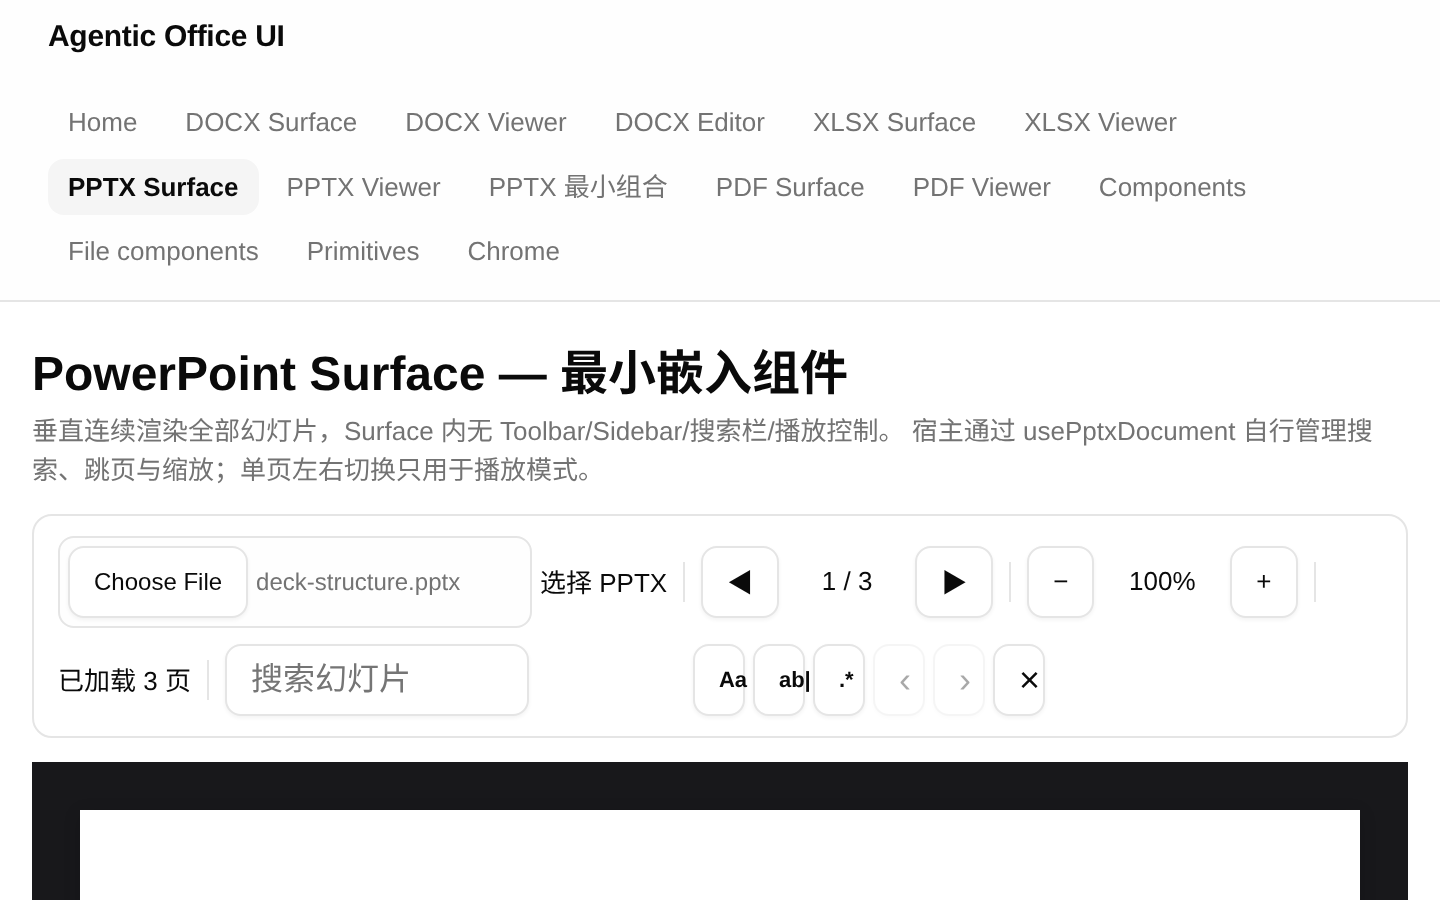 Agentic Office UI
Home DOCX Surface DOCX Viewer DOCX Editor XLSX Surface XLSX Viewer
PPTX Surface PPTX Viewer PPTX 最小组合 PDF Surface PDF Viewer Components
File components Primitives Chrome
PowerPoint Surface — 最小嵌入组件
垂直连续渲染全部幻灯片，Surface 内无 Toolbar/Sidebar/搜索栏/播放控制。 宿主通过 usePptxDocument 自行管理搜
索、跳页与缩放；单页左右切换只用于播放模式。
Choose File deck-structure.pptx 选择 PPTX ◀ 1 / 3 ▶ − 100% +
已加载 3 页 搜索幻灯片 Aa ab| .* ‹ › ✕